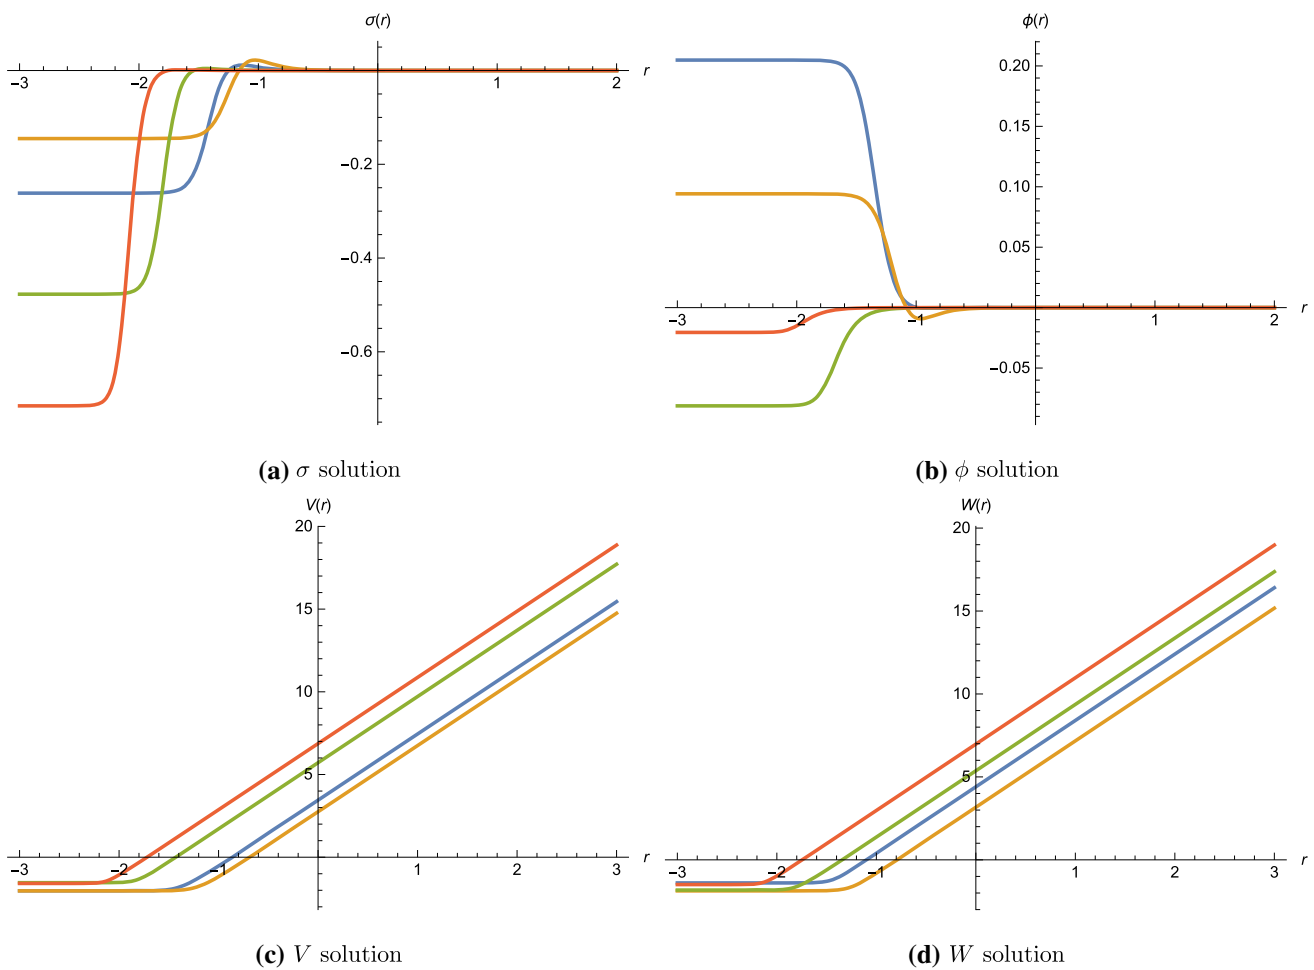 σ(r)
-3 -2 -1 1 2 r
-0.2
-0.4
-0.6
(a) σ solution
ϕ(r)
0.20
0.15
0.10
0.05
-3 -2 -1 1 2 r
-0.05
(b) ϕ solution
V(r)
20
15
10
5
-3 -2 -1 1 2 3 r
(c) V solution
W(r)
20
15
10
5
-3 -2 -1 1 2 3 r
(d) W solution